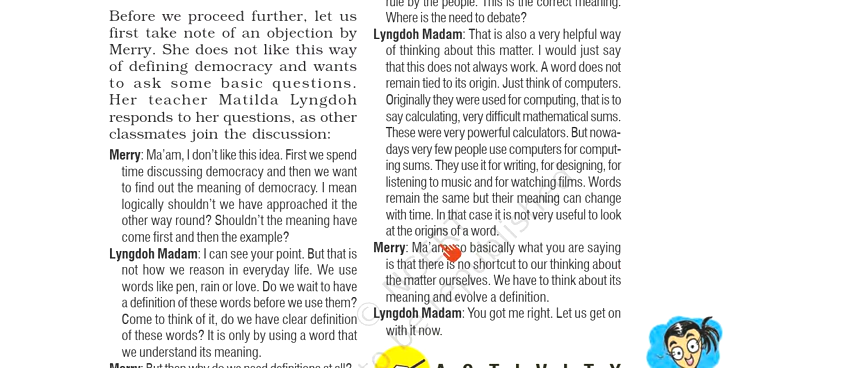 Before we proceed further, let us
first take note of an objection by
Merry. She does not like this way
of defining democracy and wants
to ask some basic questions.
Her teacher Matilda Lyngdoh
responds to her questions, as other
classmates join the discussion:
Merry: Ma'am, I don't like this idea. First we spend
time discussing democracy and then we want
to find out the meaning of democracy. I mean
logically shouldn't we have approached it the
other way round? Shouldn't the meaning have
come first and then the example?
Lyngdoh Madam: I can see your point. But that is
not how we reason in everyday life. We use
words like pen, rain or love. Do we wait to have
a definition of these words before we use them?
Come to think of it, do we have clear definition
of these words? It is only by using a word that
we understand its meaning.
Merry: But then why do we need definitions at all?
rule by the people. This is the correct meaning.
Where is the need to debate?
Lyngdoh Madam: That is also a very helpful way
of thinking about this matter. I would just say
that this does not always work. A word does not
remain tied to its origin. Just think of computers.
Originally they were used for computing, that is to
say calculating, very difficult mathematical sums.
These were very powerful calculators. But nowa-
days very few people use computers for comput-
ing sums. They use it for writing, for designing, for
listening to music and for watching films. Words
remain the same but their meaning can change
with time. In that case it is not very useful to look
at the origins of a word.
Merry: Ma'am, so basically what you are saying
is that there is no shortcut to our thinking about
the matter ourselves. We have to think about its
meaning and evolve a definition.
Lyngdoh Madam: You got me right. Let us get on
with it now.
ACTIVITY